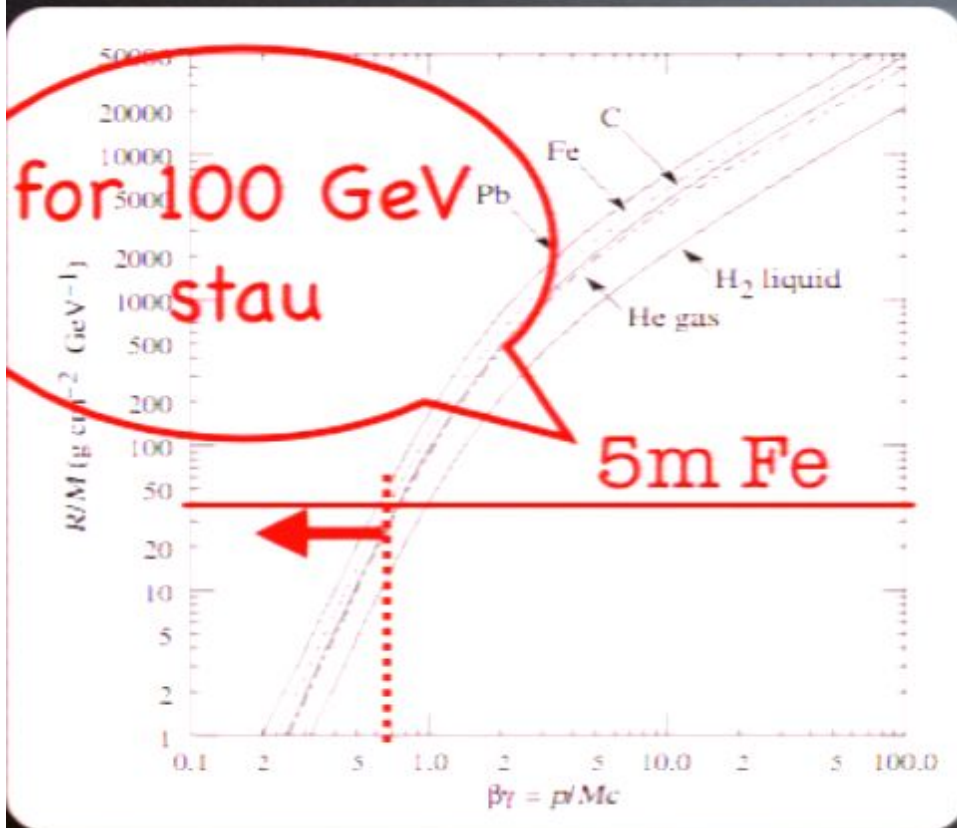 50000
20000
10000
5000
2000
1000
500
200
100
50
20
10
5
2
1
R/M (g cm−2 GeV−1)
for 100 GeV
stau
Pb
Fe
C
H2 liquid
He gas
5m Fe
0.1 2 5 1.0 2 5 10.0 2 5 100.0
βγ = p/Mc